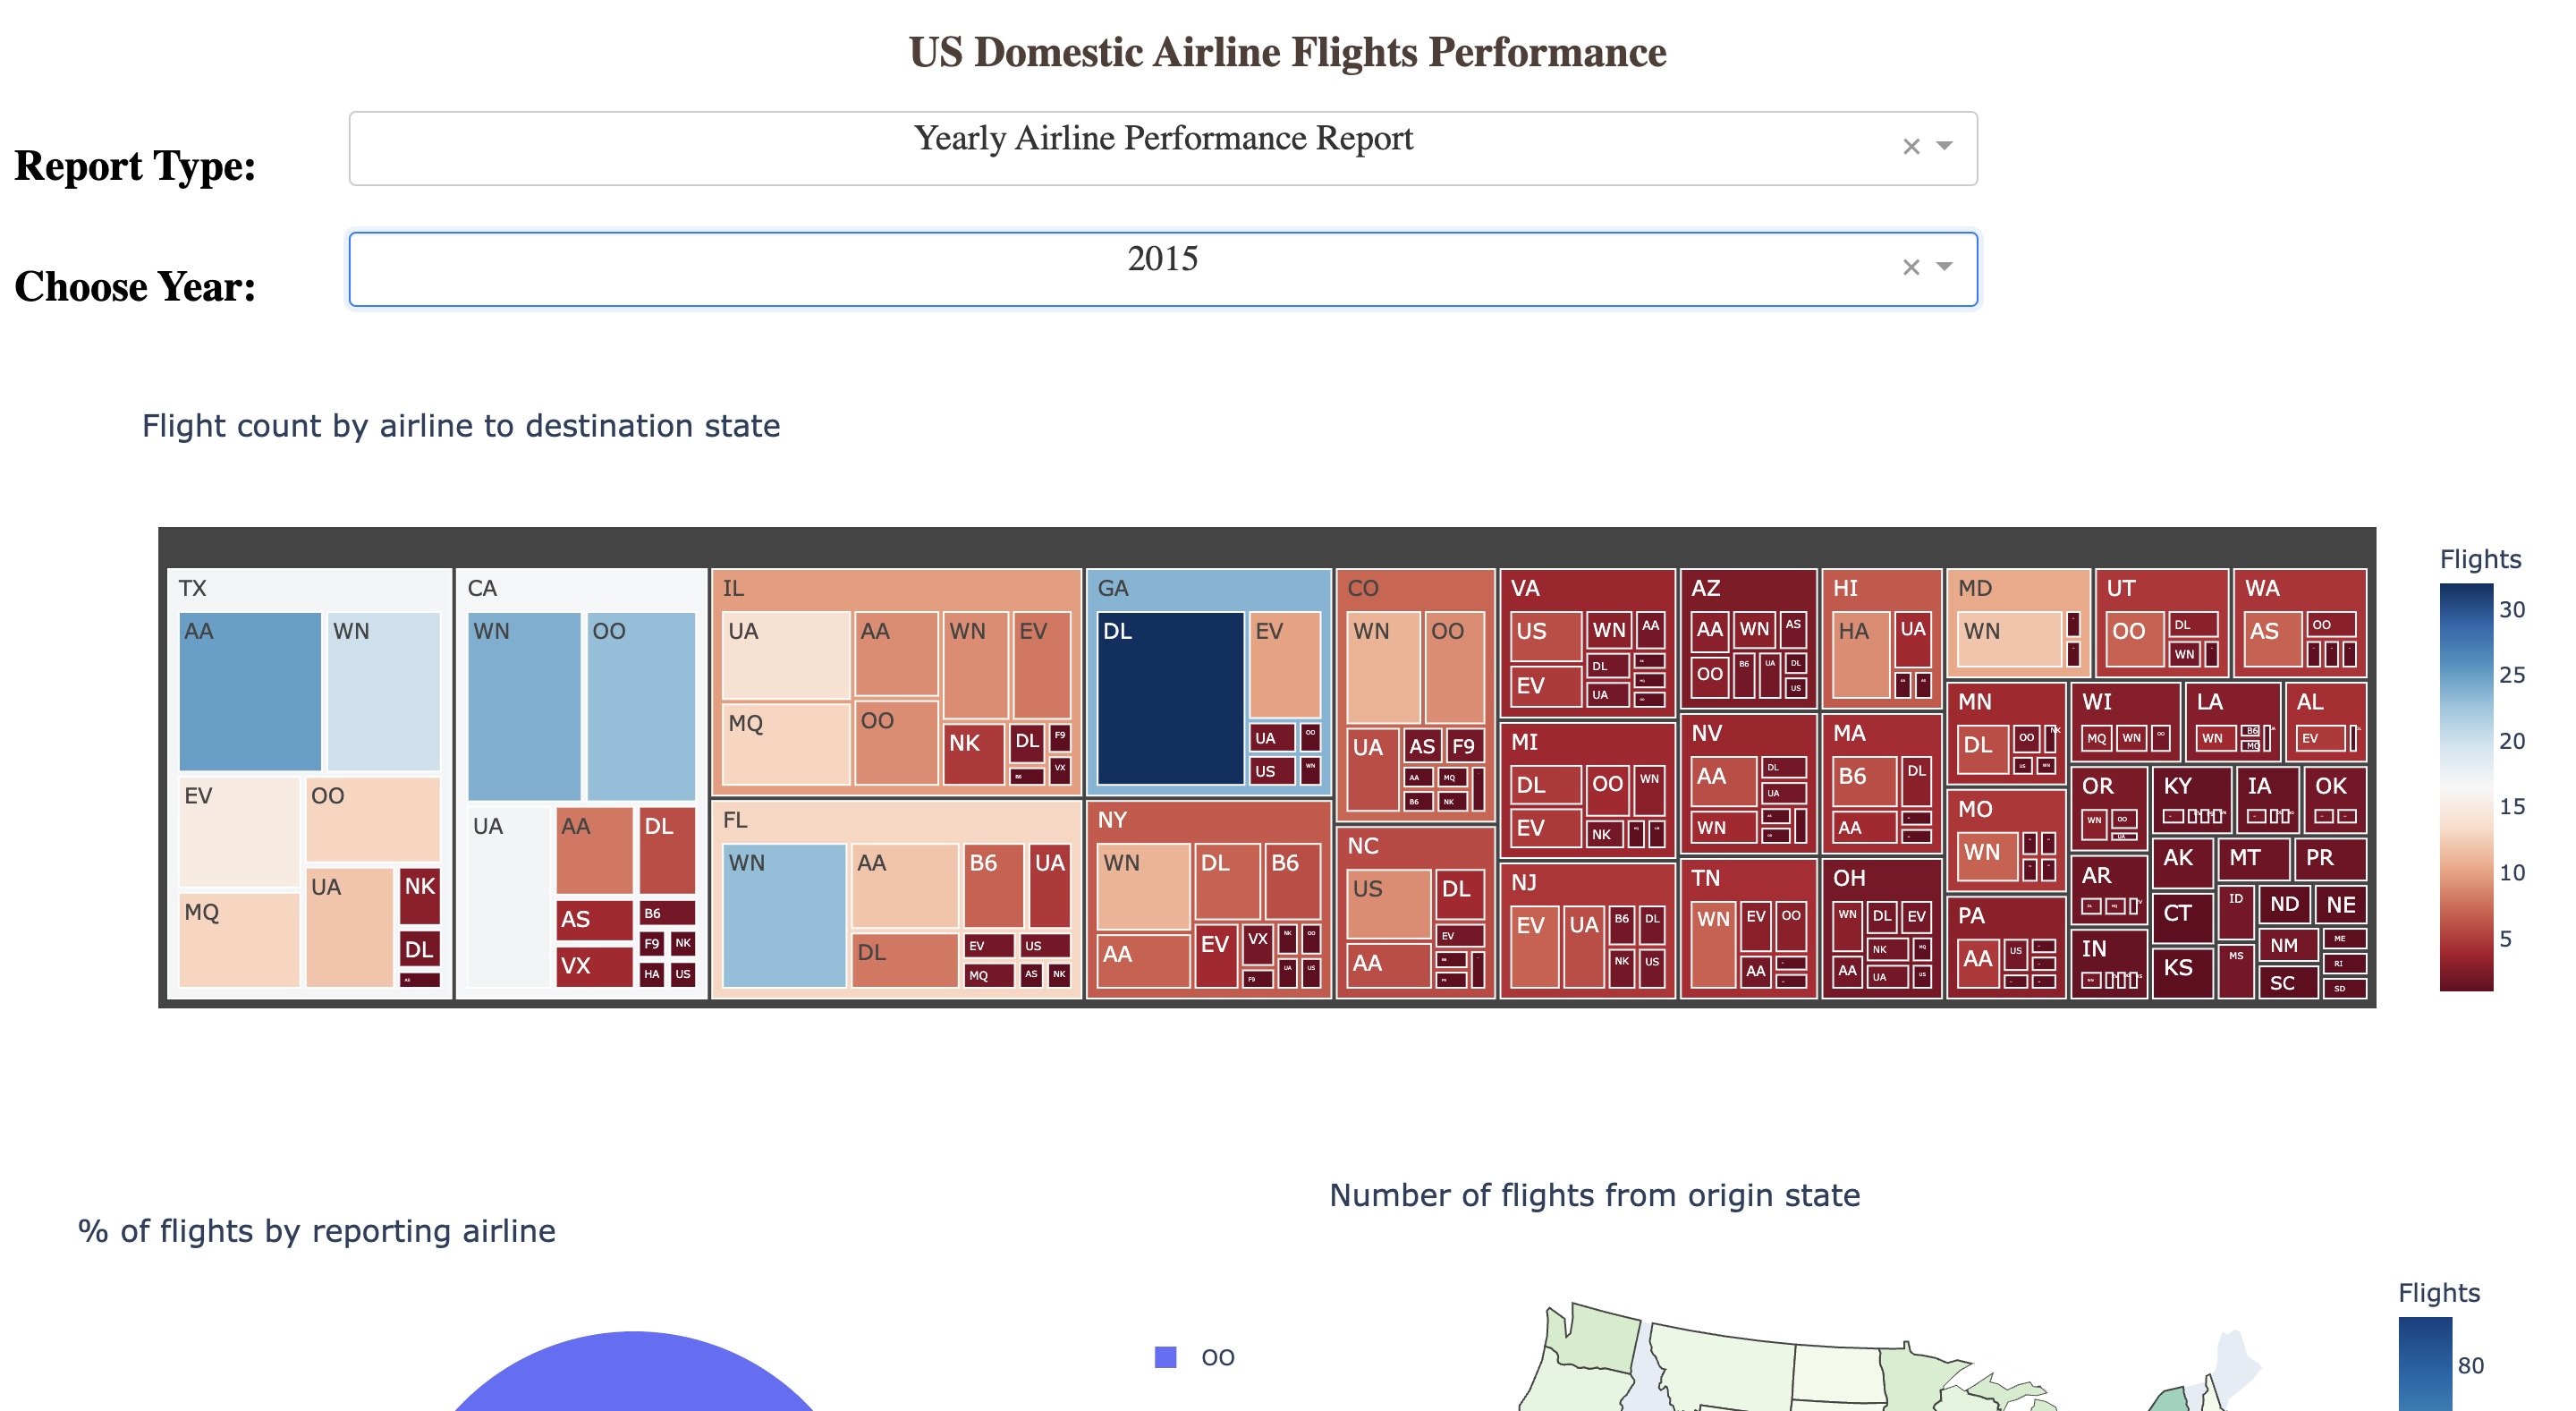 US Domestic Airline Flights Performance
Report Type:
Yearly Airline Performance Report
Choose Year:
2015
Flight count by airline to destination state
Flights
30
25
20
15
10
5
TX
AA
WN
EV
OO
MQ
UA
NK
DL
CA
WN
OO
UA
AA
DL
AS
VX
B6
F9
NK
HA
US
IL
UA
AA
WN
EV
MQ
OO
NK
DL
F9
VX
FL
WN
AA
B6
UA
DL
EV
US
MQ
AS
NK
GA
DL
EV
UA
OO
US
WN
NY
WN
DL
B6
AA
EV
VX
NK
OO
F9
UA
US
CO
WN
OO
UA
AS
F9
AA
MQ
B6
NK
NC
US
DL
EV
AA
VA
US
WN
AA
DL
EV
UA
MI
DL
OO
WN
EV
NK
NJ
EV
UA
B6
DL
NK
US
AZ
AA
WN
AS
OO
B6
UA
DL
US
NV
AA
DL
UA
WN
TN
WN
EV
OO
AA
HI
HA
UA
MA
B6
DL
AA
OH
WN
DL
EV
NK
AA
UA
US
MD
WN
UT
OO
DL
WN
WA
AS
OO
MN
DL
OO
NK
MO
WN
PA
AA
US
WI
MQ
WN
OO
LA
WN
B6
MQ
AL
EV
OR
WN
OO
UA
KY
IA
OK
AR
AK
MT
PR
CT
ID
ND
NE
IN
KS
MS
NM
ME
SC
RI
SD
% of flights by reporting airline
OO
Number of flights from origin state
Flights
80